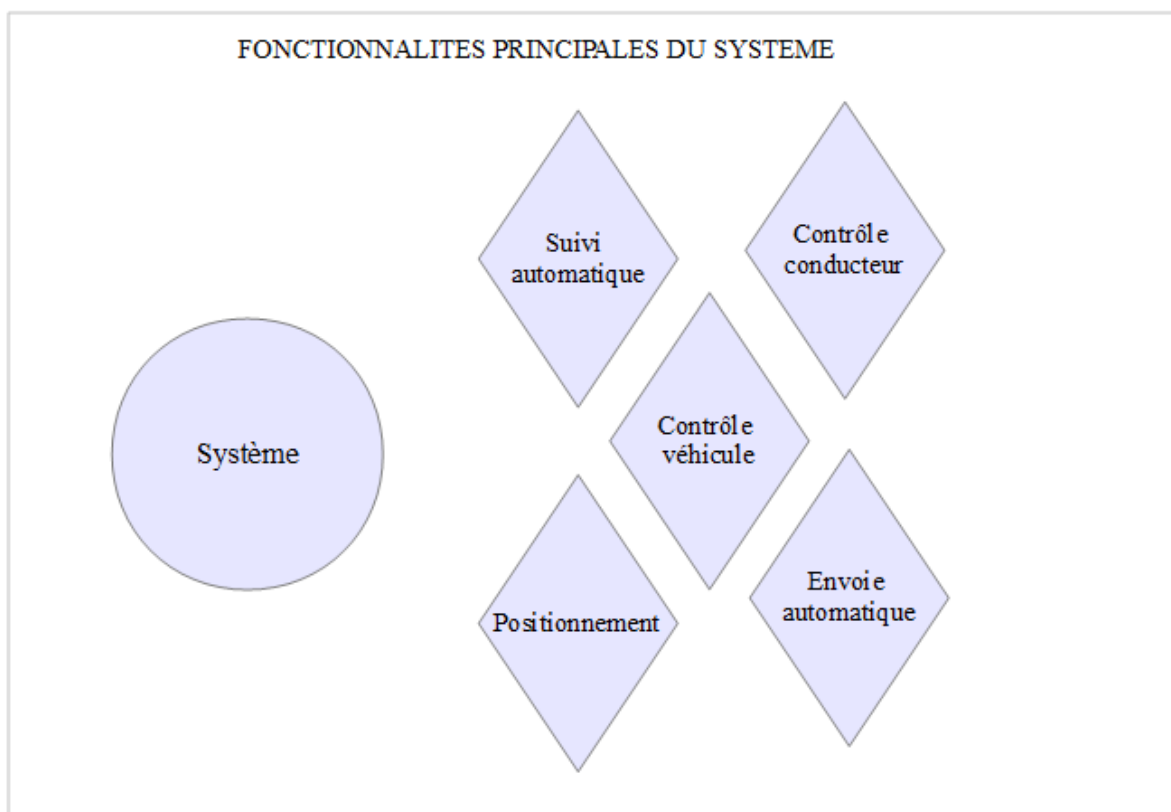 FONCTIONNALITES PRINCIPALES DU SYSTEME
Suivi
automatique
Contrôle
conducteur
Contrôle
véhicule
Système
Positionnement
Envoie
automatique